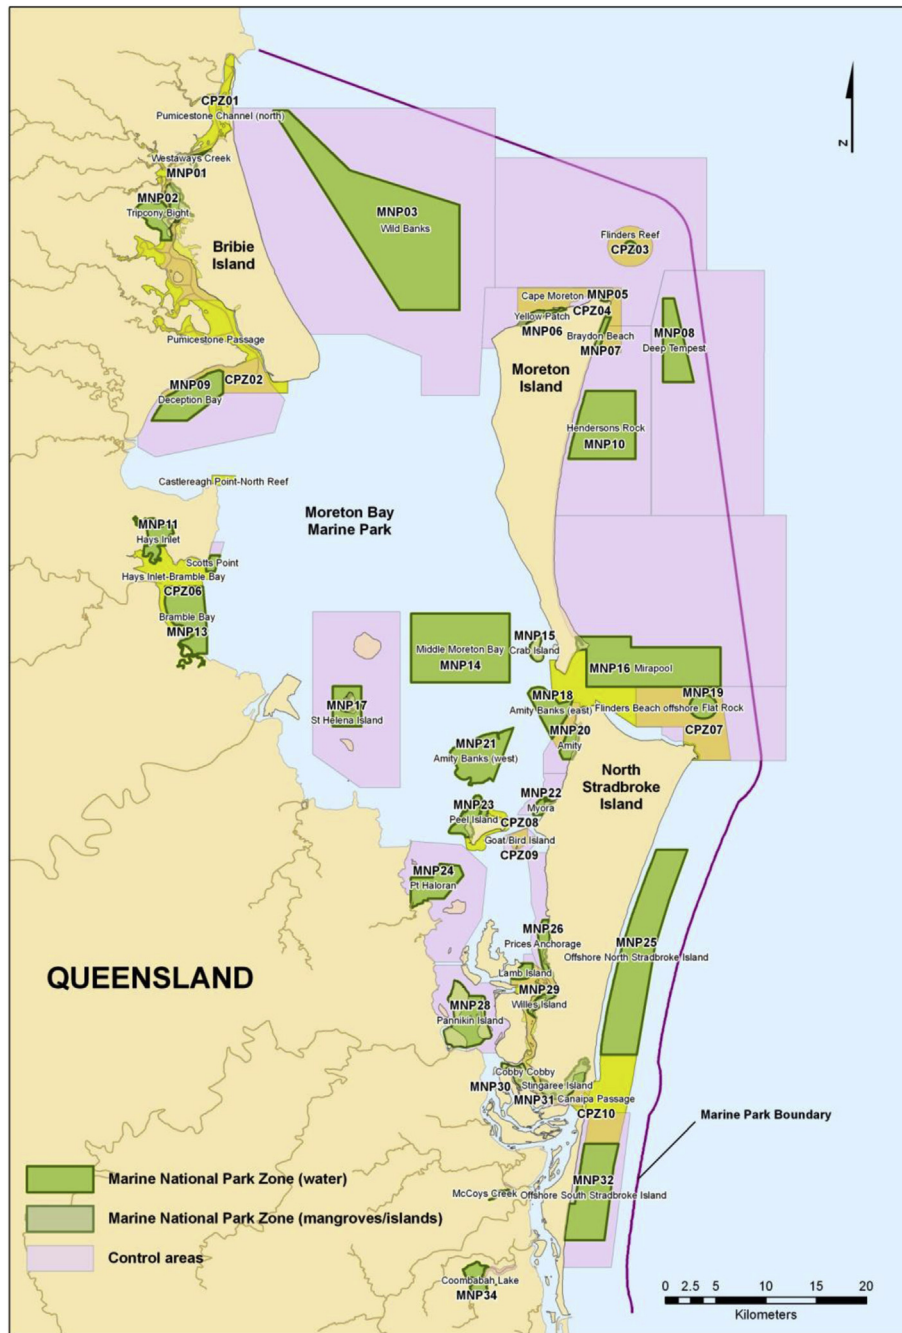 CPZ01
Pumicestone Channel (north)
Westaways Creek
MNP01
MNP02
Tripcony Bight
MNP03
Wild Banks
Bribie
Island
Flinders Reef
CPZ03
Cape Moreton
MNP05
CPZ04
Yellow Patch
MNP06
Braydon Beach
MNP07
MNP08
Deep Tempest
Pumicestone Passage
Moreton
Island
MNP09
CPZ02
Deception Bay
Hendersons Rock
MNP10
Castlereagh Point-North Reef
Moreton Bay
Marine Park
MNP11
Hays Inlet
Scotts Point
Hays Inlet-Bramble Bay
CPZ06
Bramble Bay
MNP13
Middle Moreton Bay
MNP14
MNP15
Crab Island
MNP16 Mirapool
MNP17
St Helena Island
MNP18
Amity Banks (east)
MNP19
Flinders Beach offshore Flat Rock
MNP20
Amity
CPZ07
MNP21
Amity Banks (west)
North
Stradbroke
Island
MNP22
Myora
MNP23
Peel Island
CPZ08
Goat/Bird Island
CPZ09
MNP24
Pt Haloran
MNP26
Prices Anchorage
MNP25
Offshore North Stradbroke Island
QUEENSLAND
Lamb Island
MNP29
Willes Island
MNP28
Pannikin Island
Cobby Cobby
MNP30
Stingaree Island
MNP31
Canaipa Passage
CPZ10
Marine Park Boundary
MNP32
Offshore South Stradbroke Island
McCoys Creek
Coombabah Lake
MNP34
Marine National Park Zone (water)
Marine National Park Zone (mangroves/islands)
Control areas
N
0 2.5 5 10 15 20
Kilometers